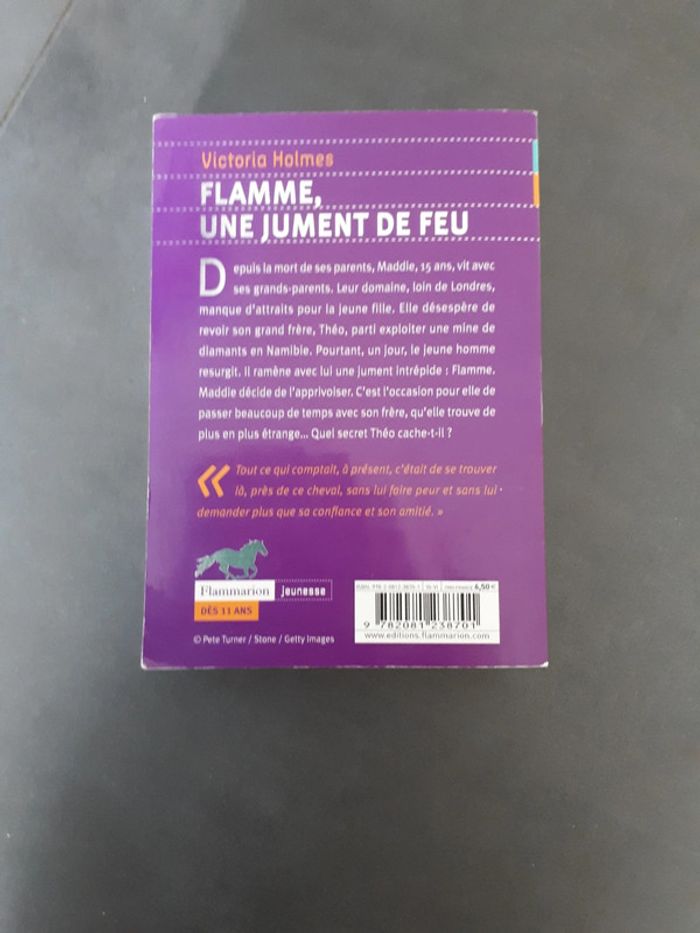 Victoria Holmes
FLAMME,
UNE JUMENT DE FEU
Depuis la mort de ses parents, Maddie, 15 ans, vit avec
ses grands-parents. Leur domaine, loin de Londres,
manque d'attraits pour la jeune fille. Elle désespère de
revoir son grand frère, Théo, parti exploiter une mine de
diamants en Namibie. Pourtant, un jour, le jeune homme
resurgit. Il ramène avec lui une jument intrépide : Flamme.
Maddie décide de l'apprivoiser. C'est l'occasion pour elle de
passer beaucoup de temps avec son frère, qu'elle trouve de
plus en plus étrange... Quel secret Théo cache-t-il ?
« Tout ce qui comptait, à présent, c'était de se trouver
là, près de ce cheval, sans lui faire peur et sans lui
demander plus que sa confiance et son amitié. »
Flammarion jeunesse
DÈS 11 ANS
© Pete Turner / Stone / Getty Images
6,50 €
9 782081 238701
www.editions.flammarion.com